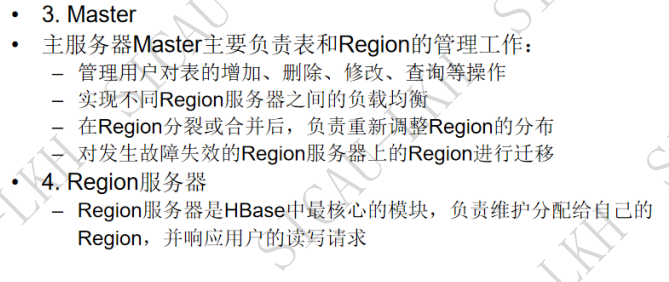 • 3. Master
• 主服务器Master主要负责表和Region的管理工作：
– 管理用户对表的增加、删除、修改、查询等操作
– 实现不同Region服务器之间的负载均衡
– 在Region分裂或合并后，负责重新调整Region的分布
– 对发生故障失效的Region服务器上的Region进行迁移
• 4. Region服务器
– Region服务器是HBase中最核心的模块，负责维护分配给自己的
Region，并响应用户的读写请求
SICAU-LKH